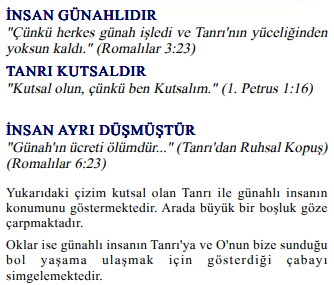 İNSAN GÜNAHLIDIR
"Çünkü herkes günah işledi ve Tanrı'nın yüceliğinden
yoksun kaldı." (Romalılar 3:23)
TANRI KUTSALDIR
"Kutsal olun, çünkü ben Kutsalım." (1. Petrus 1:16)
İNSAN AYRI DÜŞMÜŞTÜR
"Günah'ın ücreti ölümdür..." (Tanrı'dan Ruhsal Kopuş)
(Romalılar 6:23)
Yukarıdaki çizim kutsal olan Tanrı ile günahlı insanın
konumunu göstermektedir. Arada büyük bir boşluk göze
çarpmaktadır.
Oklar ise günahlı insanın Tanrı'ya ve O'nun bize sunduğu
bol yaşama ulaşmak için gösterdiği çabayı
simgelemektedir.